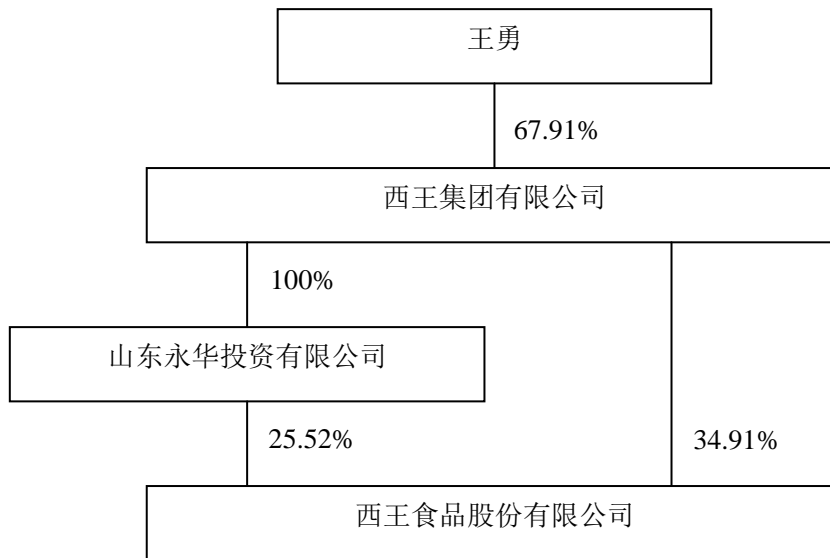 王勇
67.91%
西王集团有限公司
100%
山东永华投资有限公司
25.52%
34.91%
西王食品股份有限公司